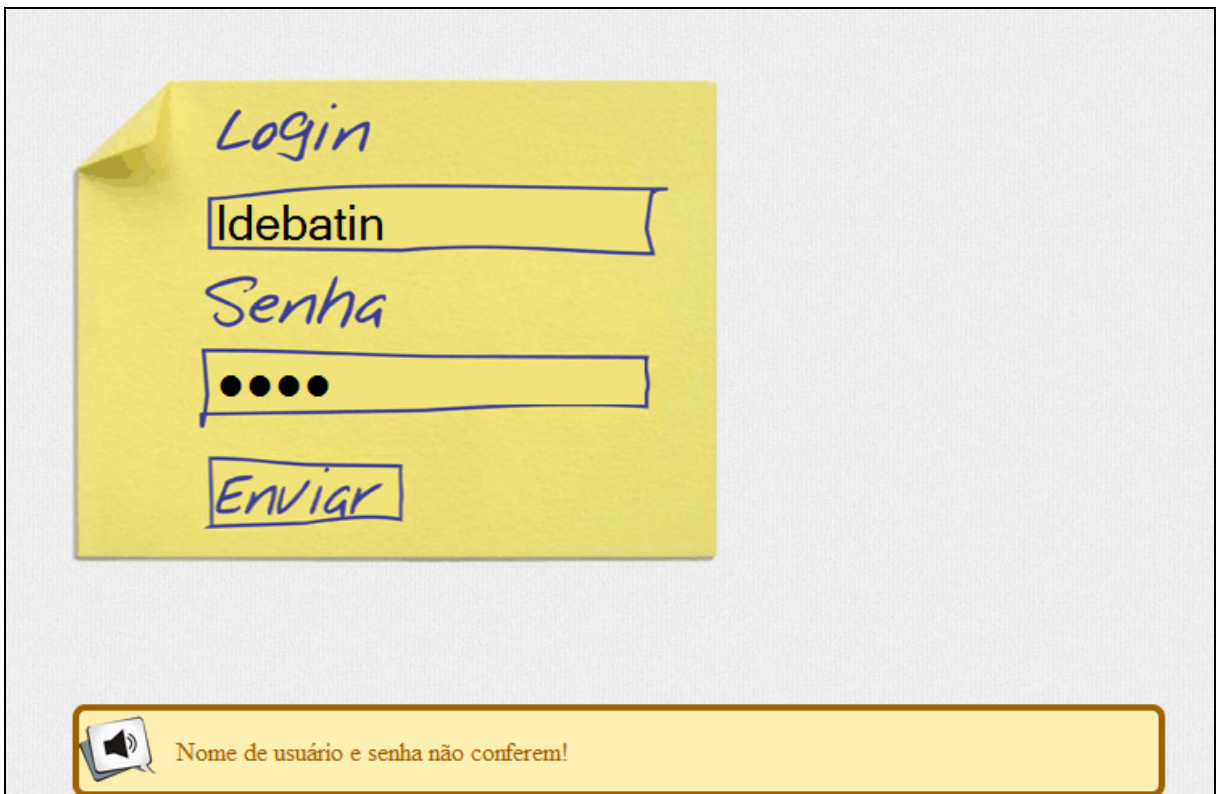 Login
ldebatin
Senha
••••
Enviar
Nome de usuário e senha não conferem!